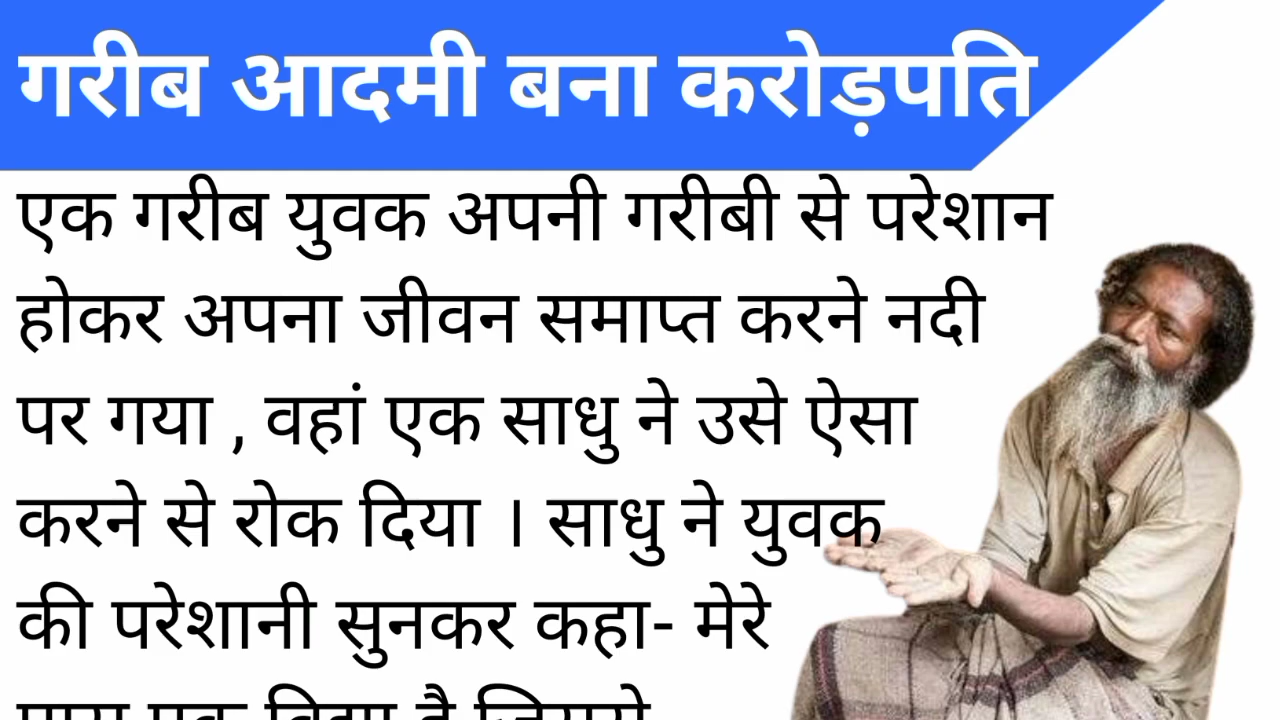 गरीब आदमी बना करोड़पति
एक गरीब युवक अपनी गरीबी से परेशान
होकर अपना जीवन समाप्त करने नदी
पर गया , वहां एक साधु ने उसे ऐसा
करने से रोक दिया । साधु ने युवक
की परेशानी सुनकर कहा- मेरे